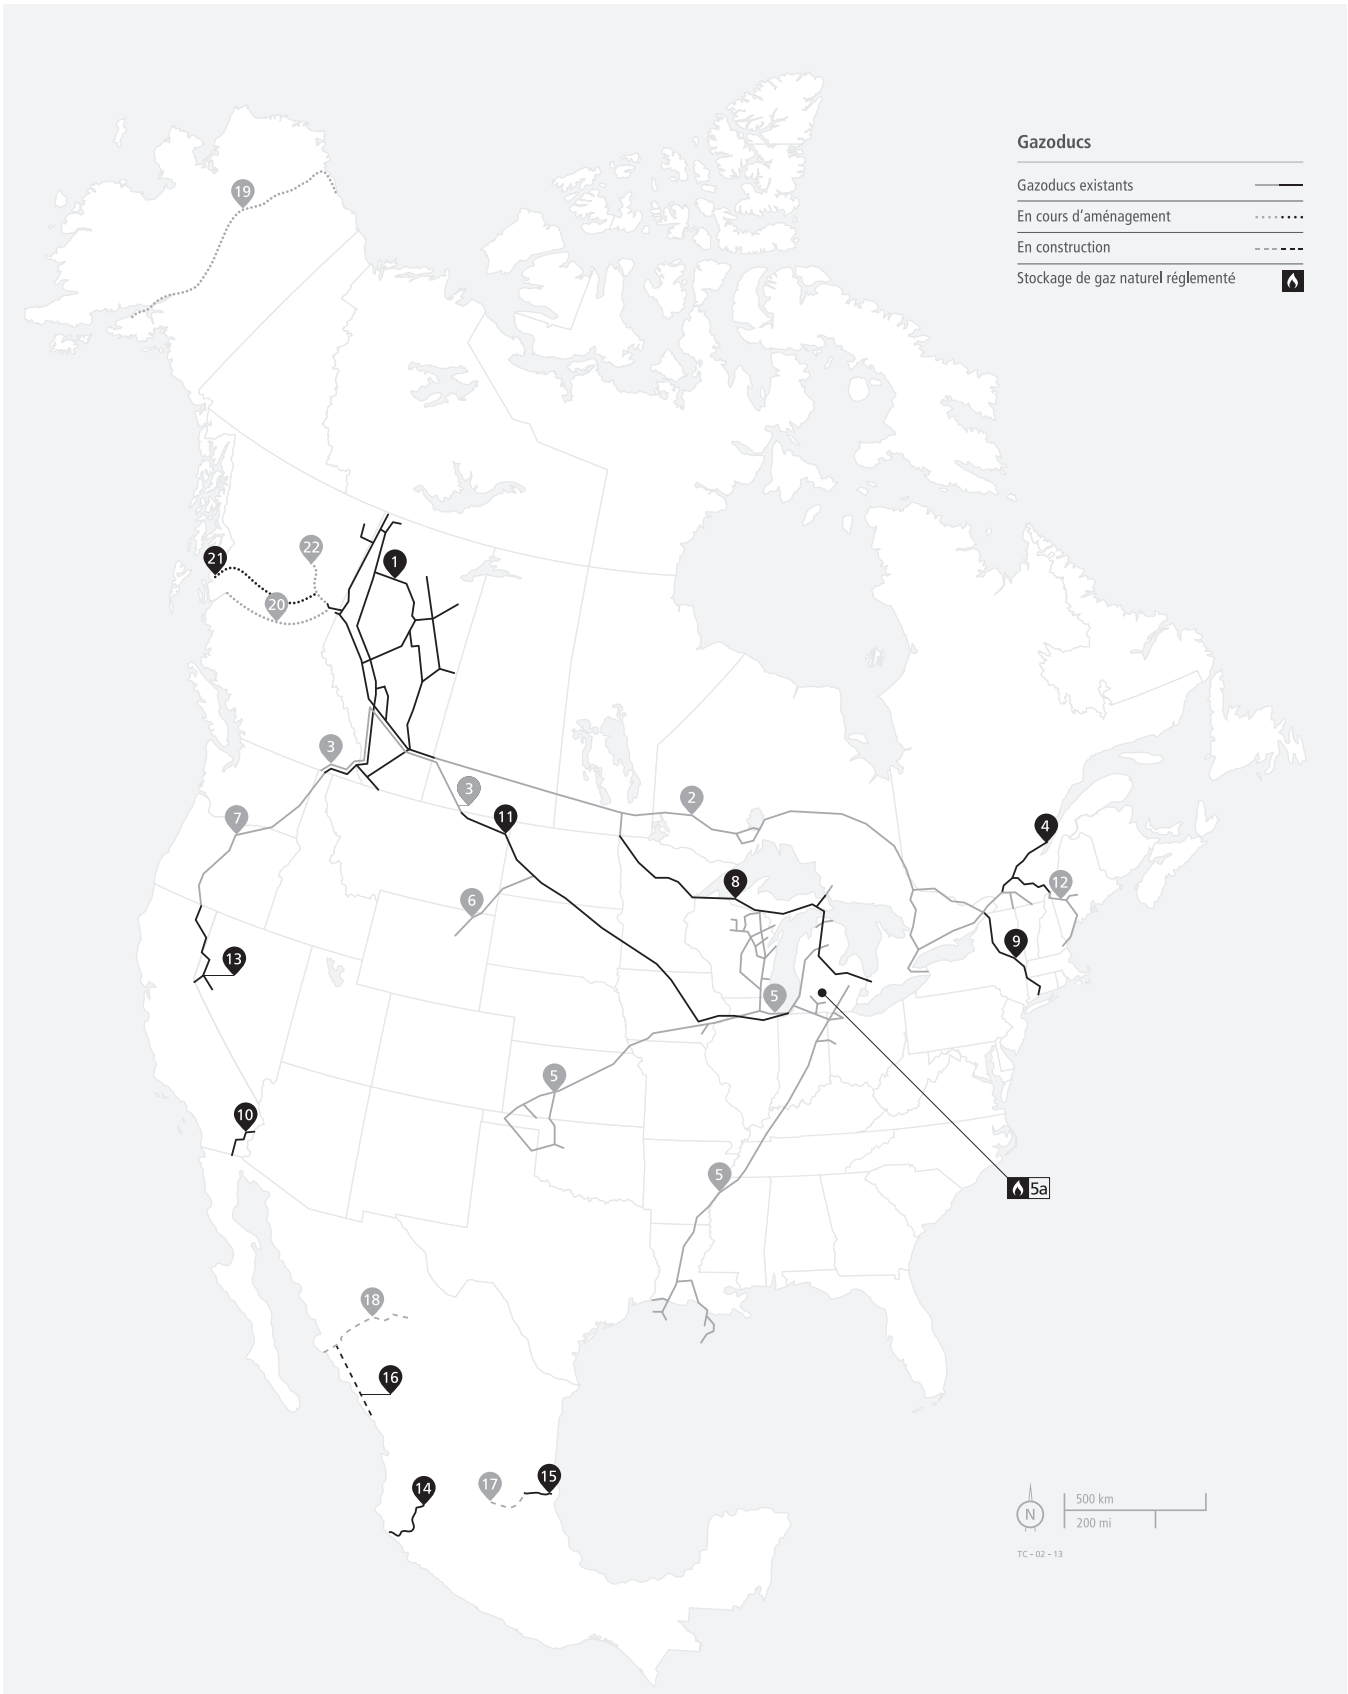 Gazoducs
Gazoducs existants
En cours d'aménagement
En construction
Stockage de gaz naturel réglementé
19
22
21
1
20
3
3
2
7
11
4
8
12
6
9
13
5
5
10
5
5a
18
16
17
15
14
500 km
N
200 mi
TC – 02 – 13